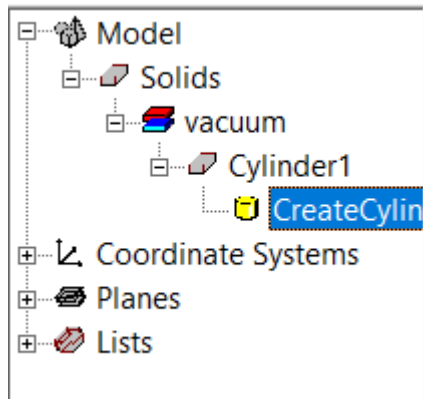 Model
Solids
vacuum
Cylinder1
CreateCylin
Coordinate Systems
Planes
Lists